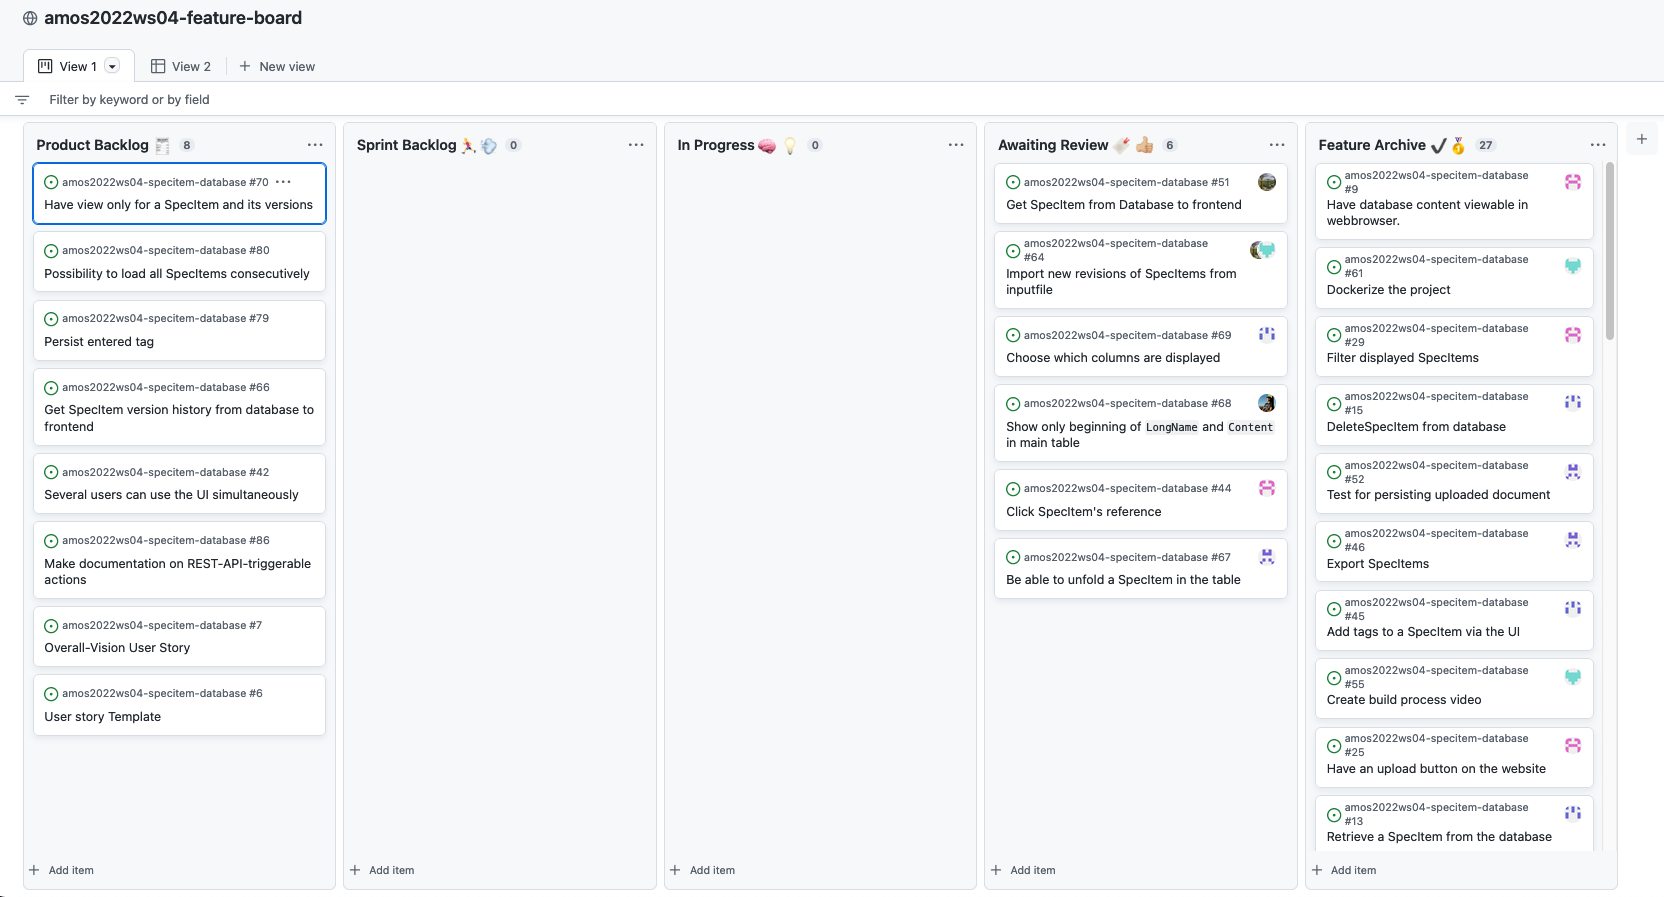 amos2022ws04-feature-board
View 1
View 2
New view
Filter by keyword or by field
Product Backlog 8
amos2022ws04-specitem-database #70
Have view only for a SpecItem and its versions
amos2022ws04-specitem-database #80
Possibility to load all SpecItems consecutively
amos2022ws04-specitem-database #79
Persist entered tag
amos2022ws04-specitem-database #66
Get SpecItem version history from database to
frontend
amos2022ws04-specitem-database #42
Several users can use the UI simultaneously
amos2022ws04-specitem-database #86
Make documentation on REST-API-triggerable
actions
amos2022ws04-specitem-database #7
Overall-Vision User Story
amos2022ws04-specitem-database #6
User story Template
Add item
Sprint Backlog 0
Add item
In Progress 0
Add item
Awaiting Review 6
amos2022ws04-specitem-database #51
Get SpecItem from Database to frontend
amos2022ws04-specitem-database
#64
Import new revisions of SpecItems from
inputfile
amos2022ws04-specitem-database #69
Choose which columns are displayed
amos2022ws04-specitem-database #68
Show only beginning of LongName and Content
in main table
amos2022ws04-specitem-database #44
Click SpecItem's reference
amos2022ws04-specitem-database #67
Be able to unfold a SpecItem in the table
Add item
Feature Archive 27
amos2022ws04-specitem-database
#9
Have database content viewable in
webbrowser.
amos2022ws04-specitem-database
#61
Dockerize the project
amos2022ws04-specitem-database
#29
Filter displayed SpecItems
amos2022ws04-specitem-database
#15
DeleteSpecItem from database
amos2022ws04-specitem-database
#52
Test for persisting uploaded document
amos2022ws04-specitem-database
#46
Export SpecItems
amos2022ws04-specitem-database
#45
Add tags to a SpecItem via the UI
amos2022ws04-specitem-database
#55
Create build process video
amos2022ws04-specitem-database
#25
Have an upload button on the website
amos2022ws04-specitem-database
#13
Retrieve a SpecItem from the database
Add item